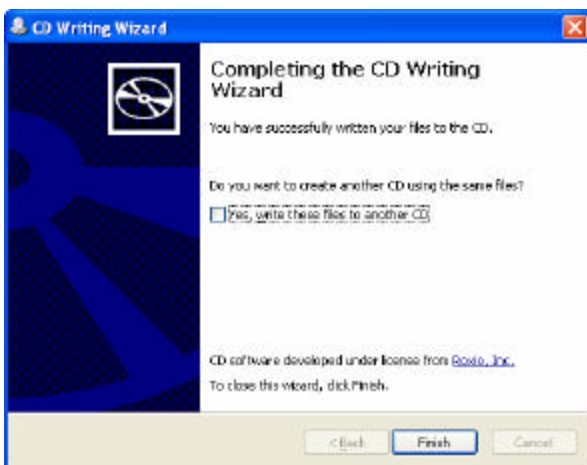 CD Writing Wizard
Completing the CD Writing
Wizard
You have successfully written your files to the CD.
Do you want to create another CD using the same files?
Yes, write these files to another CD
CD software developed under license from Roxio, Inc.
To close this wizard, click Finish.
< Back Finish Cancel